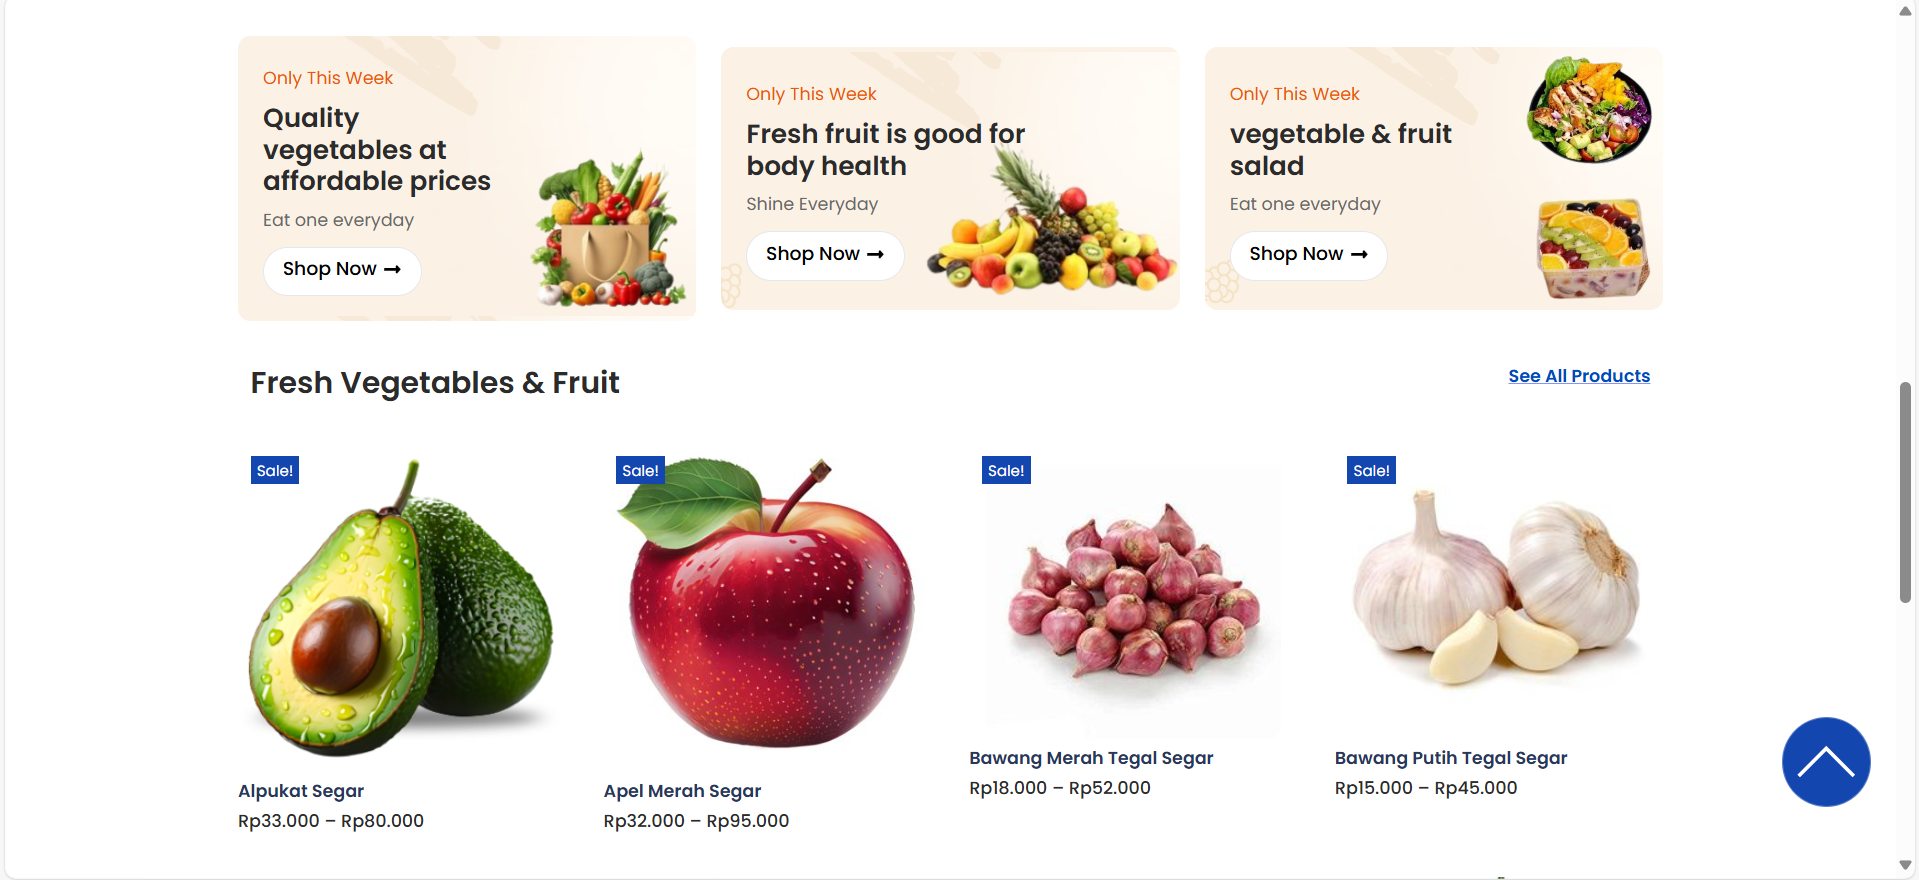 Only This Week
Quality
vegetables at
affordable prices
Eat one everyday
Shop Now
Only This Week
Fresh fruit is good for
body health
Shine Everyday
Shop Now
Only This Week
vegetable & fruit
salad
Eat one everyday
Shop Now
Fresh Vegetables & Fruit
See All Products
Sale!
Alpukat Segar
Rp33.000 – Rp80.000
Sale!
Apel Merah Segar
Rp32.000 – Rp95.000
Sale!
Bawang Merah Tegal Segar
Rp18.000 – Rp52.000
Sale!
Bawang Putih Tegal Segar
Rp15.000 – Rp45.000